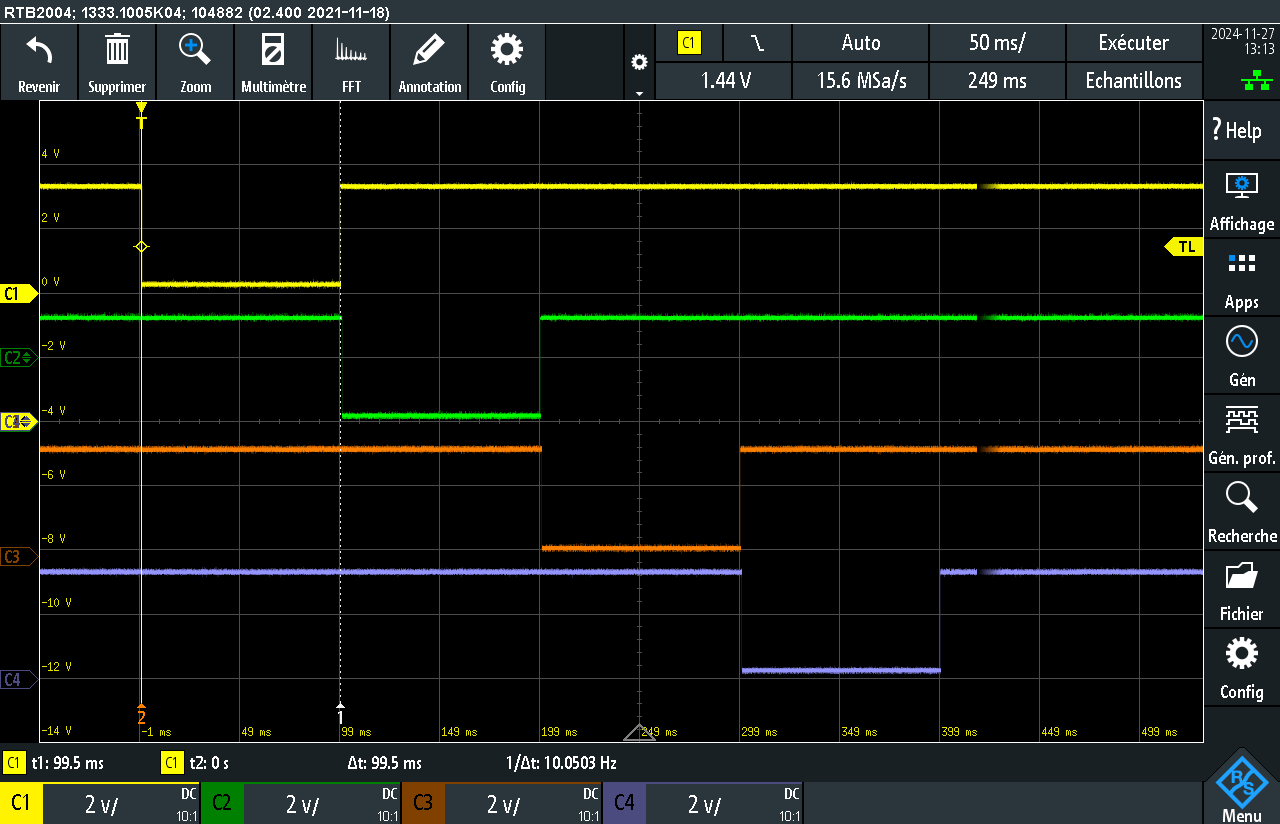 RTB2004; 1333.1005K04; 104882 (02.400 2021-11-18)
Revenir
Supprimer
Zoom
Multimètre
FFT
Annotation
Config
C1
Auto
50 ms/
Exécuter
1.44 V
15.6 MSa/s
249 ms
Echantillons
2024-11-27
13:13
? Help
Affichage
Apps
Gén
Gén. prof.
Recherche
Fichier
Config
Menu
R&S
T
TL
4 V
2 V
0 V
-2 V
-4 V
-6 V
-8 V
-10 V
-12 V
-14 V
C1
C2
C3
C4
2
1
-1 ms
49 ms
99 ms
149 ms
199 ms
249 ms
299 ms
349 ms
399 ms
449 ms
499 ms
C1 t1: 99.5 ms
C1 t2: 0 s
Δt: 99.5 ms
1/Δt: 10.0503 Hz
C1 2 V/ DC 10:1
C2 2 V/ DC 10:1
C3 2 V/ DC 10:1
C4 2 V/ DC 10:1